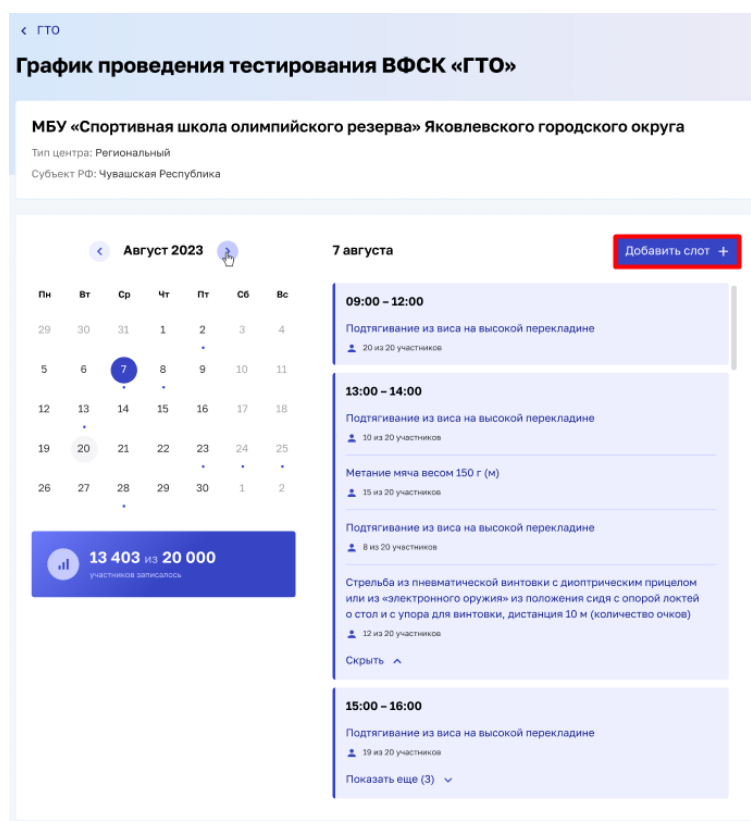 ГТО
График проведения тестирования ВФСК «ГТО»
МБУ «Спортивная школа олимпийского резерва» Яковлевского городского округа
Тип центра: Региональный
Субъект РФ: Чувашская Республика
Август 2023
Пн Вт Ср Чт Пт Сб Вс
29 30 31 1 2 3 4
5 6 7 8 9 10 11
12 13 14 15 16 17 18
19 20 21 22 23 24 25
26 27 28 29 30 1 2
13 403 из 20 000
участников записалось
7 августа
Добавить слот +
09:00 – 12:00
Подтягивание из виса на высокой перекладине
20 из 20 участников
13:00 – 14:00
Подтягивание из виса на высокой перекладине
10 из 20 участников
Метание мяча весом 150 г (м)
15 из 20 участников
Подтягивание из виса на высокой перекладине
8 из 20 участников
Стрельба из пневматической винтовки с диоптрическим прицелом
или из «электронного оружия» из положения сидя с опорой локтей
о стол и с упора для винтовки, дистанция 10 м (количество очков)
12 из 20 участников
Скрыть
15:00 – 16:00
Подтягивание из виса на высокой перекладине
19 из 20 участников
Показать еще (3)